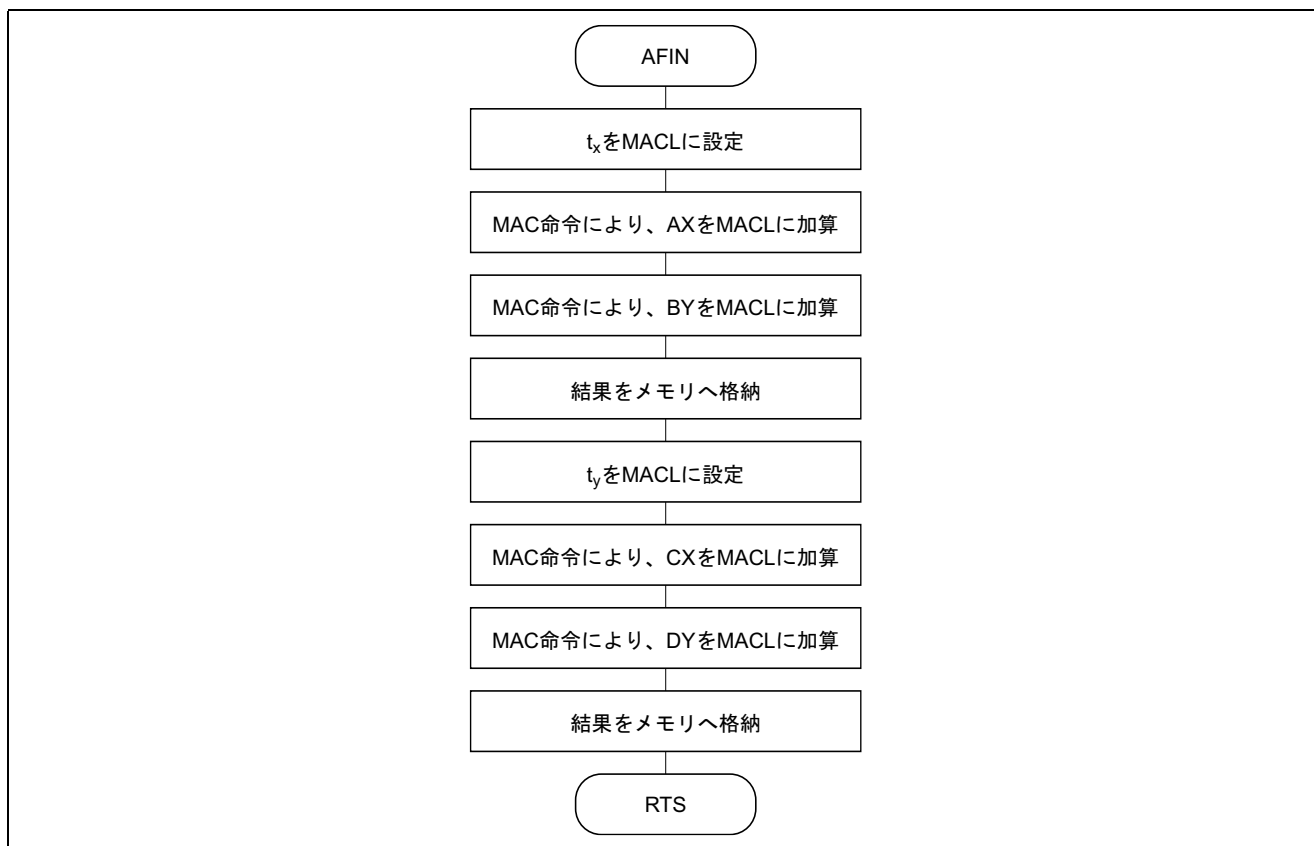 AFIN
txをMACLに設定
MAC命令により、AXをMACLに加算
MAC命令により、BYをMACLに加算
結果をメモリへ格納
tyをMACLに設定
MAC命令により、CXをMACLに加算
MAC命令により、DYをMACLに加算
結果をメモリへ格納
RTS